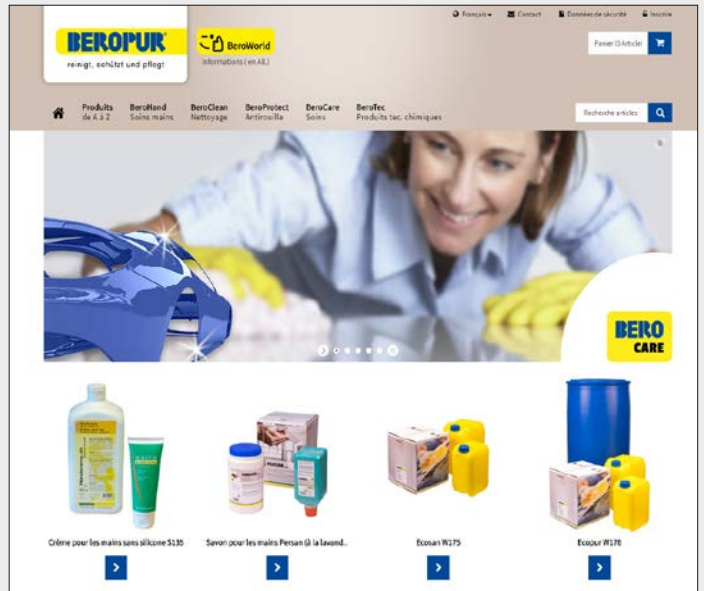 Français
Contact
Données de sécurité
Inscrire
BEROPUR
reinigt, schützt und pflegt
BeroWorld
Informations ( en All.)
Panier (0 Article)
Produits
de A à Z
BeroHand
Soins mains
BeroClean
Nettoyage
BeroProtect
Antirouille
BeroCare
Soins
BeroTec
Produits tec. chimiques
Recherche articles
BERO
CARE
Crème pour les mains sans silicone S135
Savon pour les mains Persan (à la lavand..
Ecosan W175
Ecopur W176